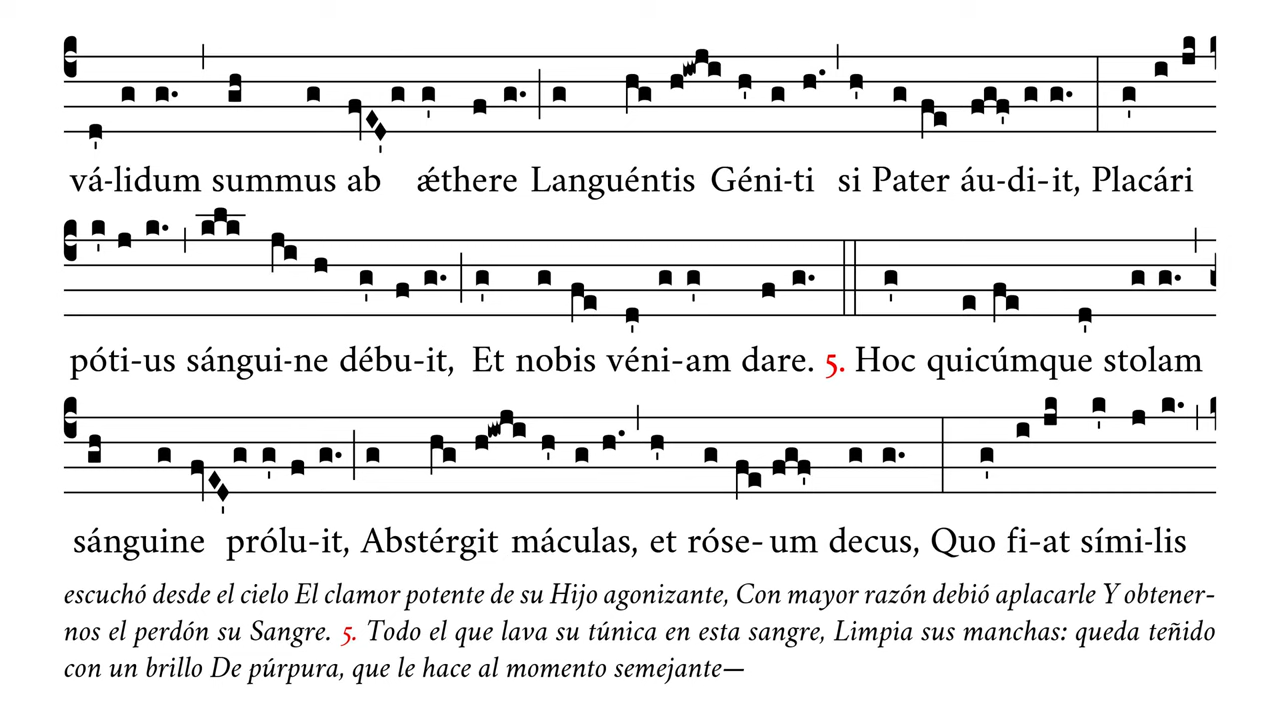 vá-lidum summus ab ǽthere Languéntis Géni-ti si Pater áu-di-it, Placári
póti-us sángui-ne débu-it, Et nobis véni-am dare. 5. Hoc quicúmque stolam
sánguine prólu-it, Abstérgit máculas, et róse-um decus, Quo fi-at sími-lis
escuchó desde el cielo El clamor potente de su Hijo agonizante, Con mayor razón debió aplacarle Y obtener-
nos el perdón su Sangre. 5. Todo el que lava su túnica en esta sangre, Limpia sus manchas: queda teñido
con un brillo De púrpura, que le hace al momento semejante—